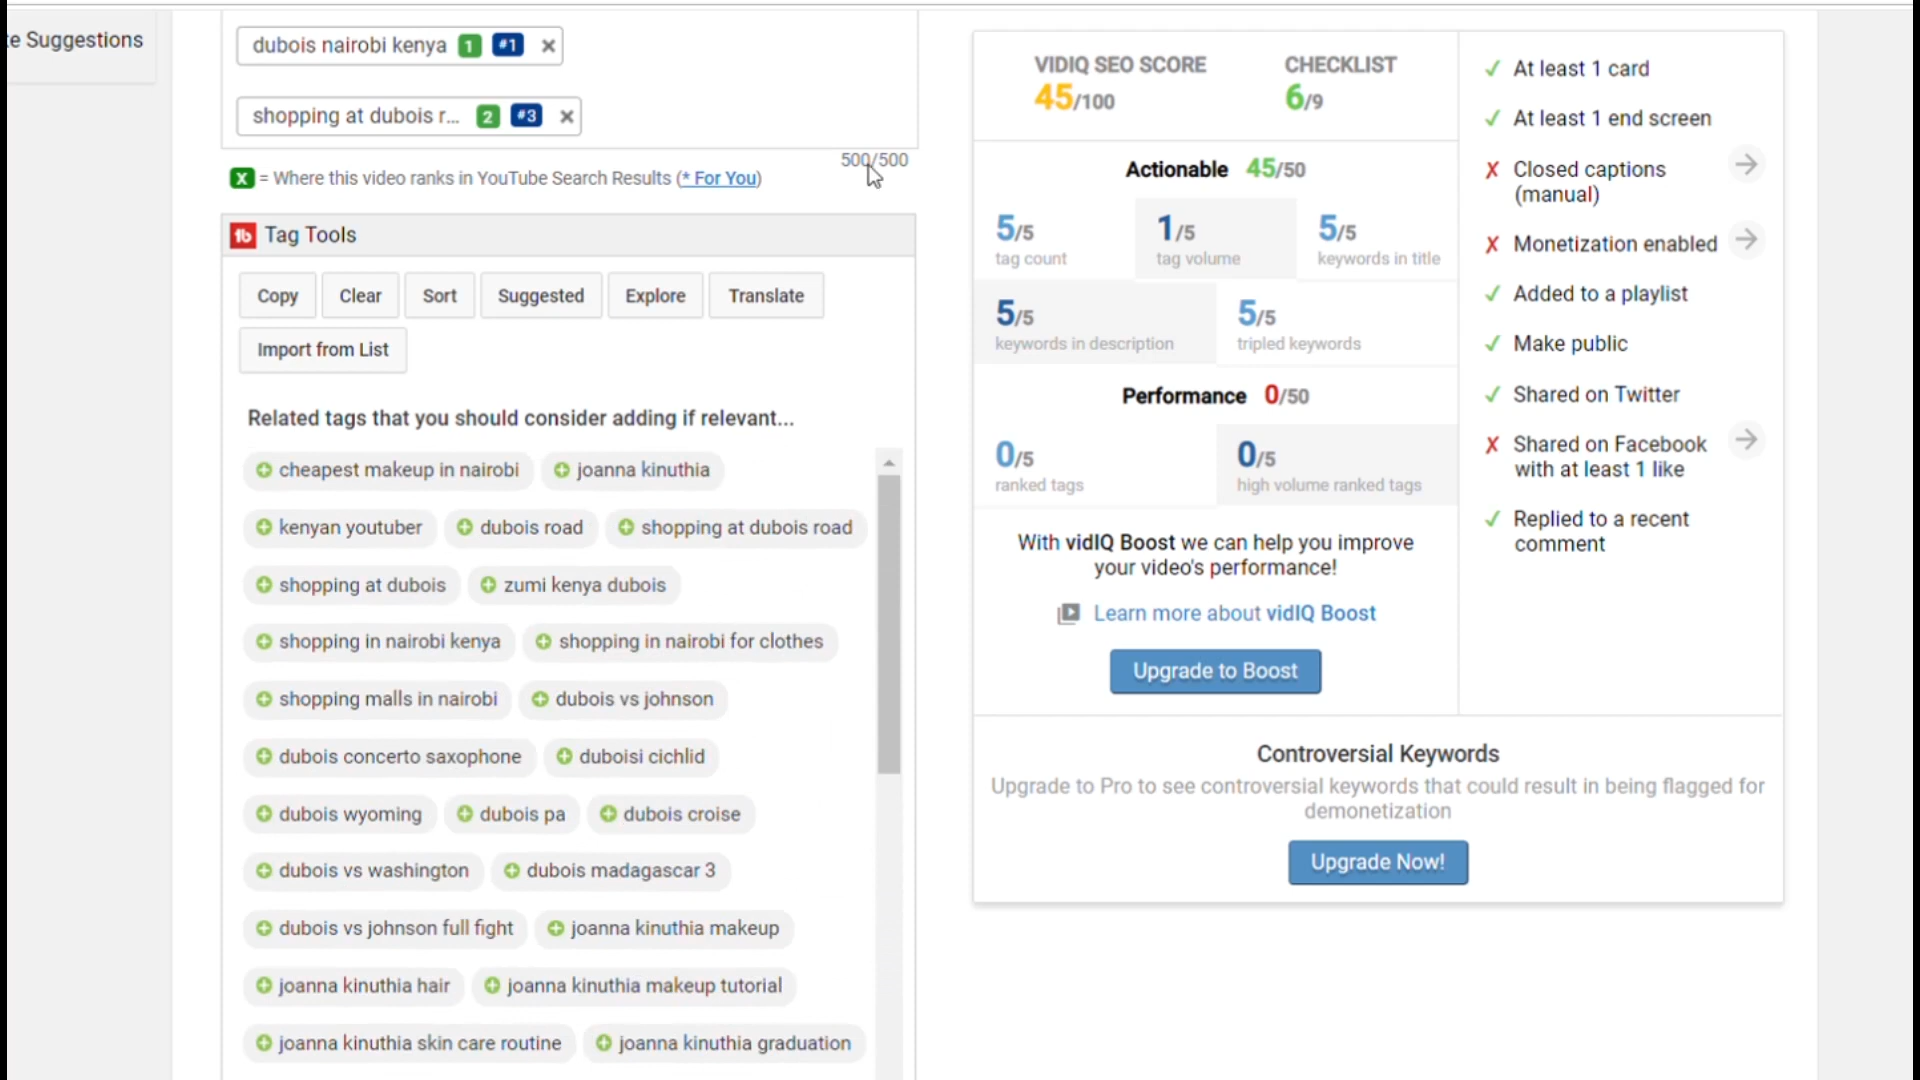 te Suggestions
dubois nairobi kenya 1 #1 ×
shopping at dubois r... 2 #3 ×
500/500
X = Where this video ranks in YouTube Search Results (* For You)
tb Tag Tools
Copy Clear Sort Suggested Explore Translate
Import from List
Related tags that you should consider adding if relevant...
cheapest makeup in nairobi joanna kinuthia
kenyan youtuber dubois road shopping at dubois road
shopping at dubois zumi kenya dubois
shopping in nairobi kenya shopping in nairobi for clothes
shopping malls in nairobi dubois vs johnson
dubois concerto saxophone duboisi cichlid
dubois wyoming dubois pa dubois croise
dubois vs washington dubois madagascar 3
dubois vs johnson full fight joanna kinuthia makeup
joanna kinuthia hair joanna kinuthia makeup tutorial
joanna kinuthia skin care routine joanna kinuthia graduation
VIDIQ SEO SCORE CHECKLIST
45/100 6/9
Actionable 45/50
5/5 1/5 5/5
tag count tag volume keywords in title
5/5 5/5
keywords in description tripled keywords
Performance 0/50
0/5 0/5
ranked tags high volume ranked tags
With vidIQ Boost we can help you improve
your video's performance!
Learn more about vidIQ Boost
Upgrade to Boost
At least 1 card
At least 1 end screen
Closed captions
(manual)
Monetization enabled
Added to a playlist
Make public
Shared on Twitter
Shared on Facebook
with at least 1 like
Replied to a recent
comment
Controversial Keywords
Upgrade to Pro to see controversial keywords that could result in being flagged for
demonetization
Upgrade Now!